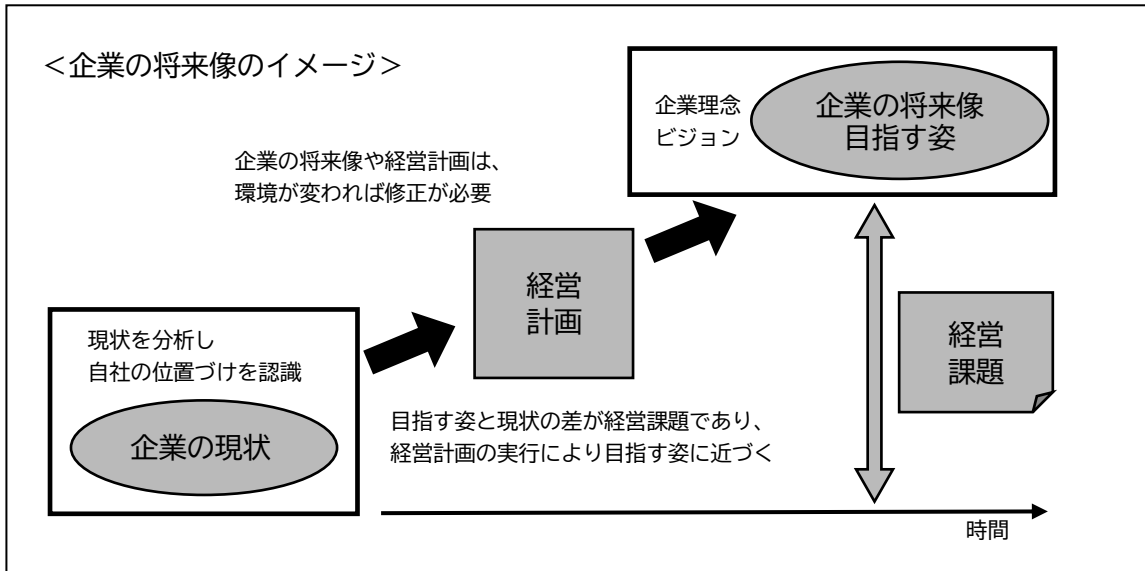 ＜企業の将来像のイメージ＞
企業理念
ビジョン
企業の将来像
目指す姿
企業の将来像や経営計画は、
環境が変われば修正が必要
経営
計画
現状を分析し
自社の位置づけを認識
企業の現状
経営
課題
目指す姿と現状の差が経営課題であり、
経営計画の実行により目指す姿に近づく
時間